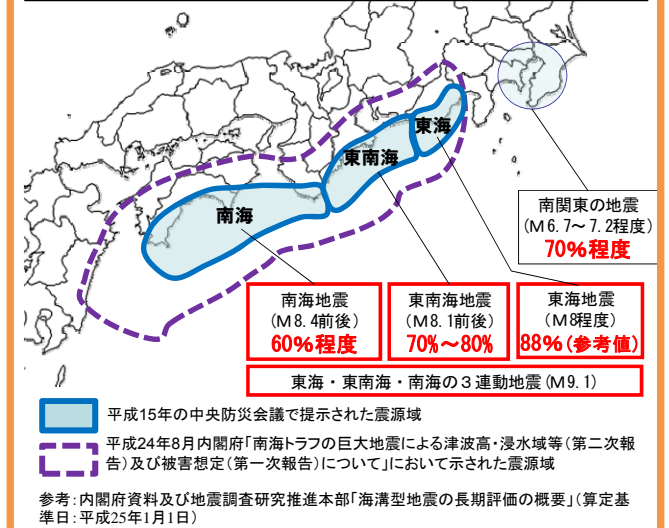 東海
東南海
南海
南関東の地震
(M6.7~7.2程度)
70%程度
南海地震
(M8.4前後)
60%程度
東南海地震
(M8.1前後)
70%~80%
東海地震
(M8程度)
88%(参考値)
東海・東南海・南海の3連動地震(M9.1)
平成15年の中央防災会議で提示された震源域
平成24年8月内閣府「南海トラフの巨大地震による津波高・浸水域等(第二次報
告)及び被害想定(第一次報告)について」において示された震源域
参考:内閣府資料及び地震調査研究推進本部「海溝型地震の長期評価の概要」(算定基
準日:平成25年1月1日)